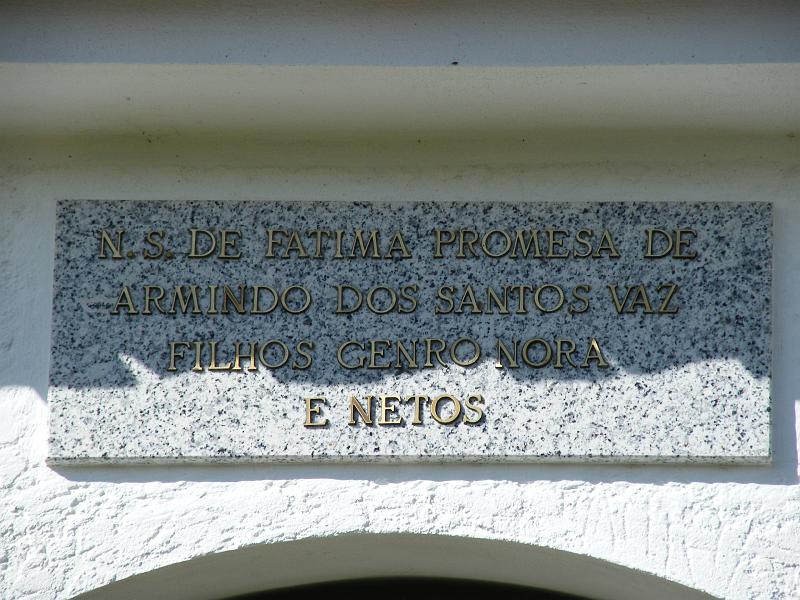 N.S. DE FATIMA PROMESA DE
ARMINDO DOS SANTOS VAZ
FILHOS GENRO NORA
E NETOS